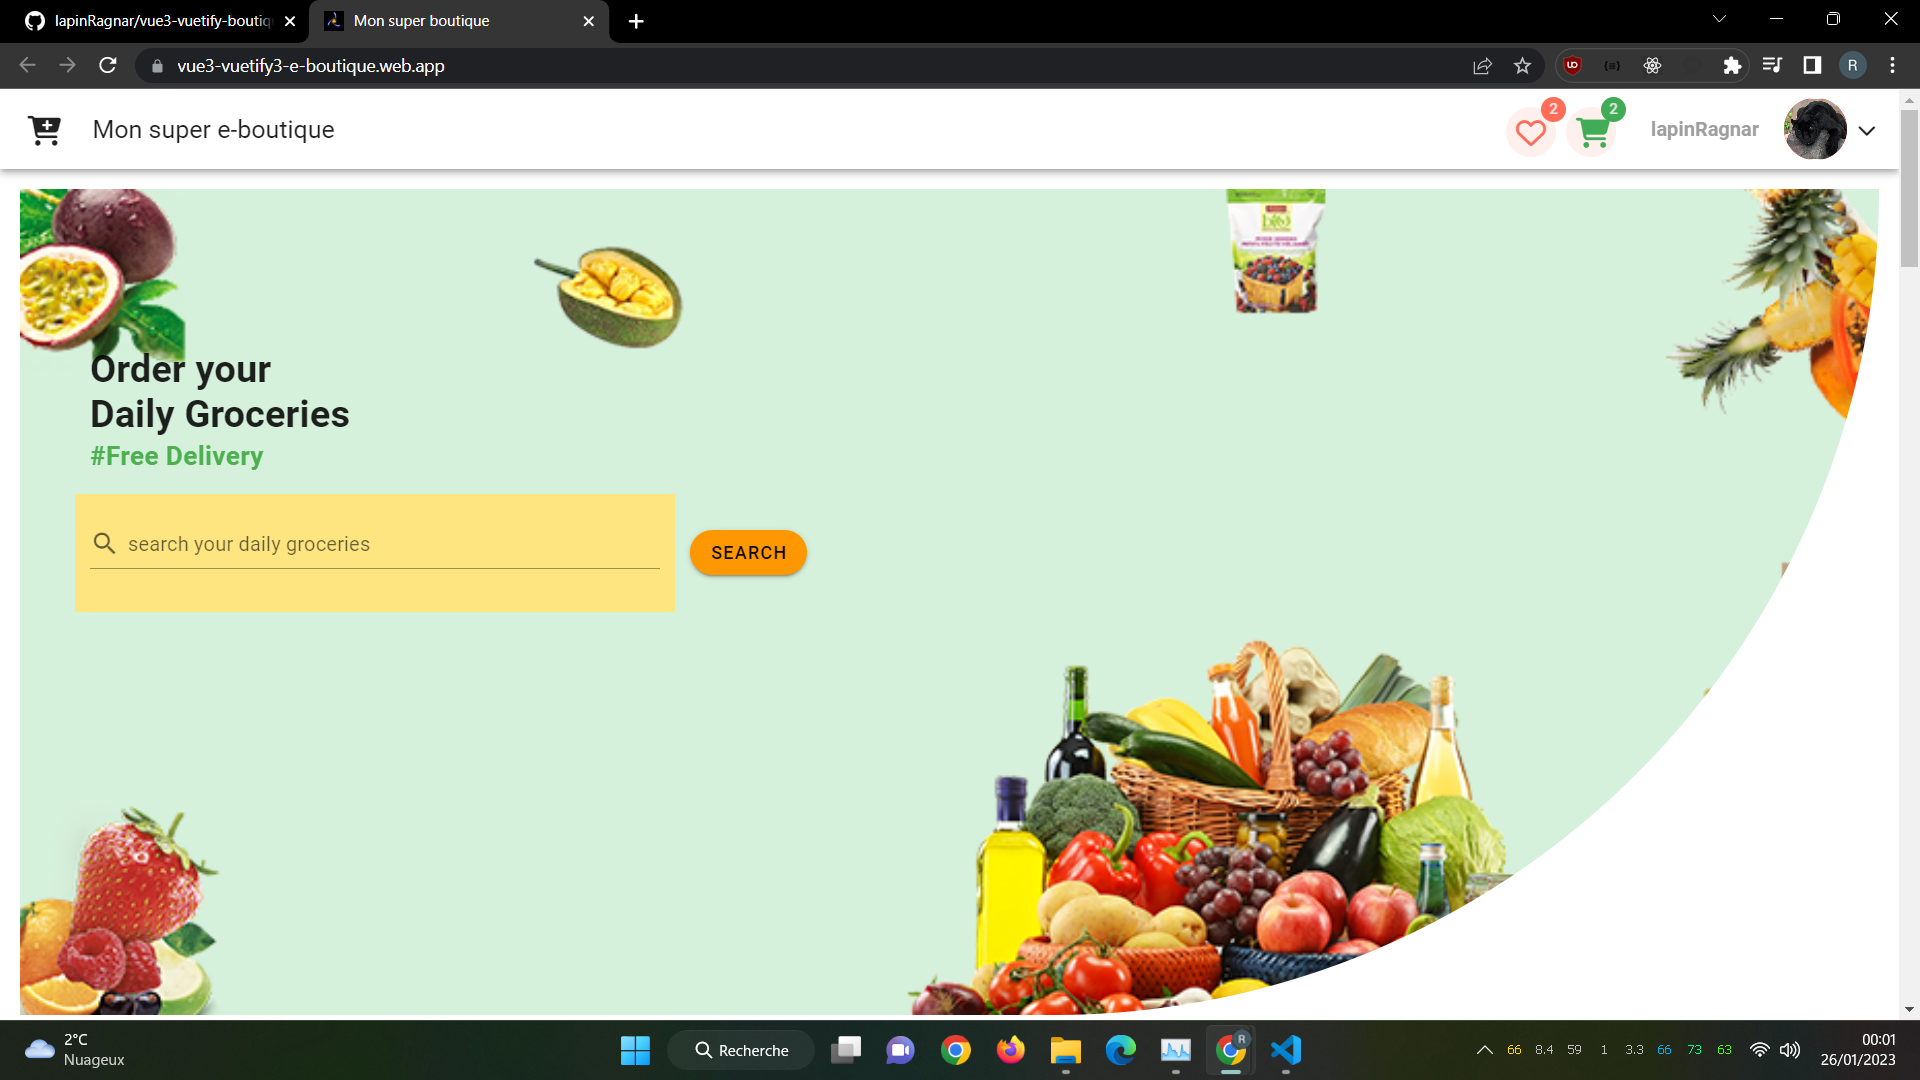 lapinRagnar/vue3-vuetify-boutiq
Mon super boutique
vue3-vuetify3-e-boutique.web.app
R
Mon super e-boutique
2
2
lapinRagnar
Order your
Daily Groceries
#Free Delivery
search your daily groceries
SEARCH
2°C
Nuageux
Recherche
R
66 8.4 59 1 3.3 66 73 63
00:01
26/01/2023